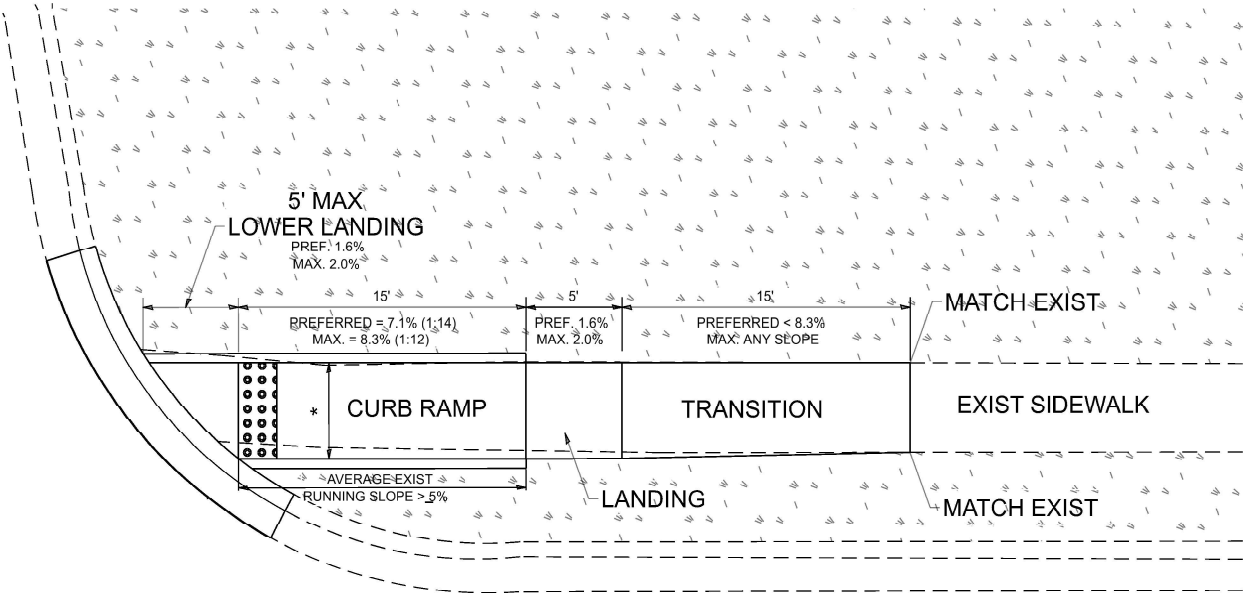 5' MAX
LOWER LANDING
PREF. 1.6%
MAX. 2.0%
15'
5'
15'
MATCH EXIST
PREFERRED = 7.1% (1:14)
MAX. = 8.3% (1:12)
PREF. 1.6%
MAX. 2.0%
PREFERRED < 8.3%
MAX. ANY SLOPE
*
CURB RAMP
TRANSITION
EXIST SIDEWALK
AVERAGE EXIST
RUNNING SLOPE > 5%
LANDING
MATCH EXIST